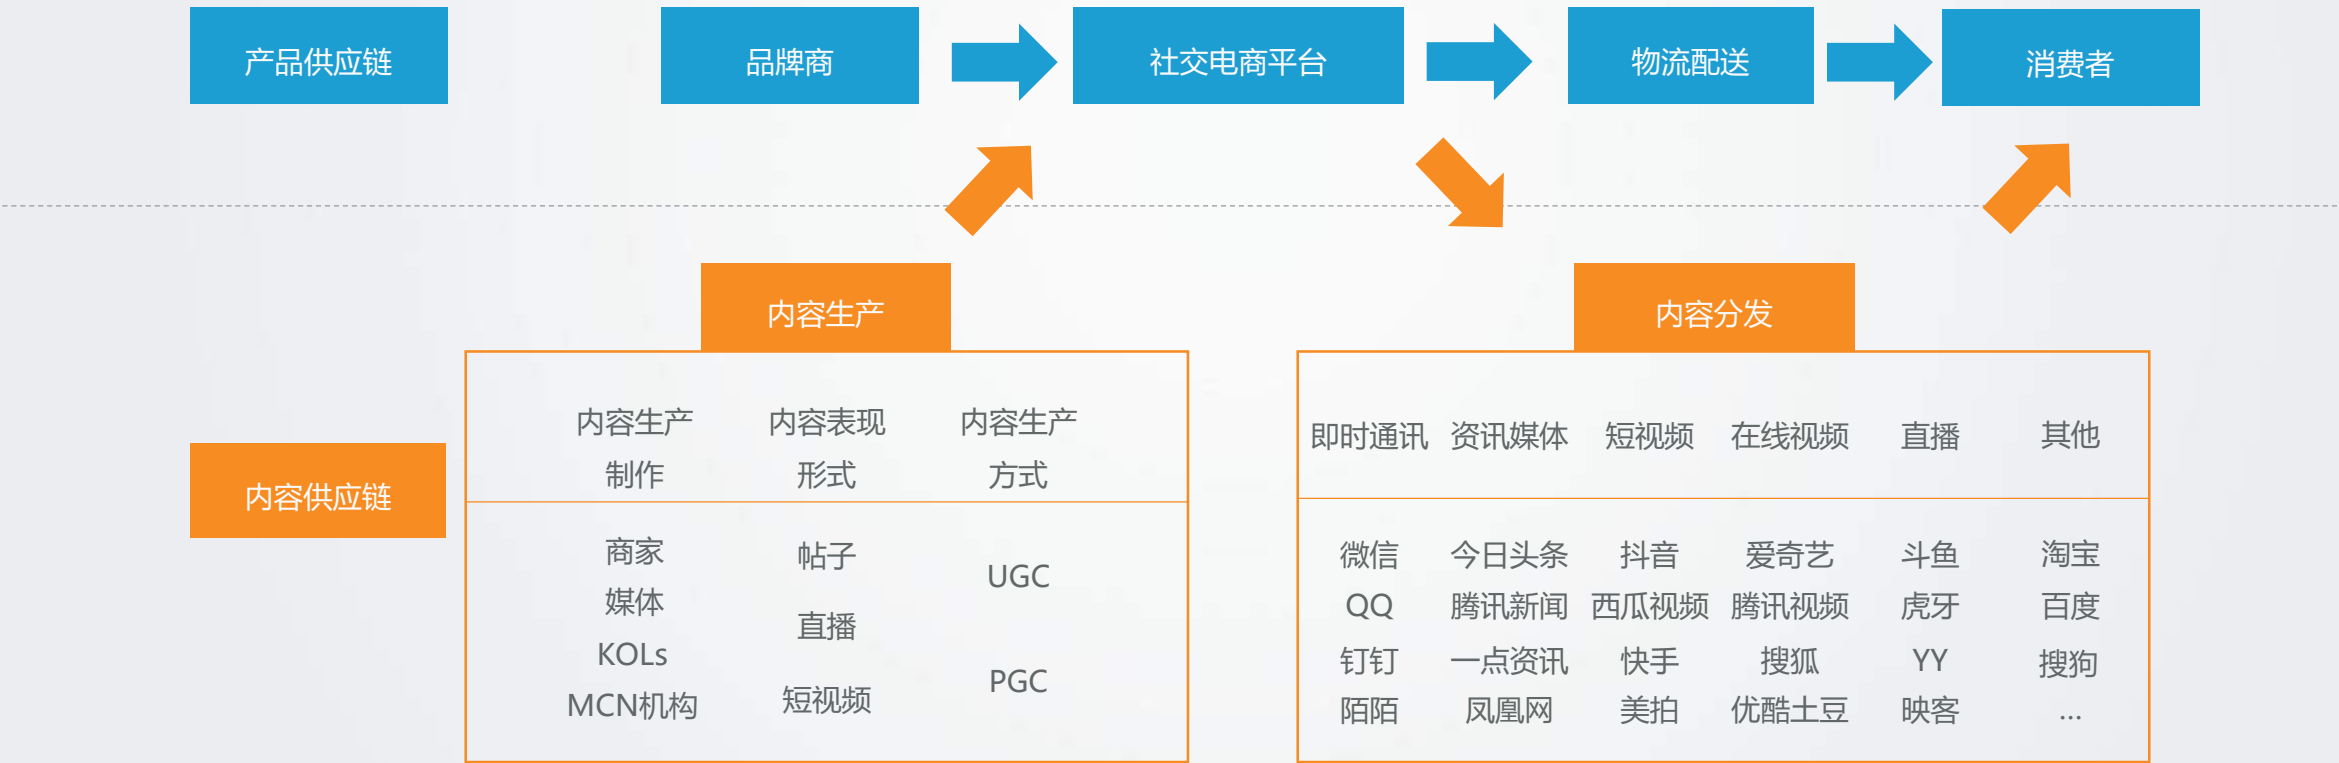 产品供应链
品牌商
社交电商平台
物流配送
消费者
内容供应链
内容生产
内容生产
制作
内容表现
形式
内容生产
方式
商家
媒体
KOLs
MCN机构
帖子
直播
短视频
UGC
PGC
内容分发
即时通讯 资讯媒体 短视频 在线视频 直播 其他
微信 今日头条 抖音 爱奇艺 斗鱼 淘宝
QQ 腾讯新闻 西瓜视频 腾讯视频 虎牙 百度
钉钉 一点资讯 快手 搜狐 YY 搜狗
陌陌 凤凰网 美拍 优酷土豆 映客 ...